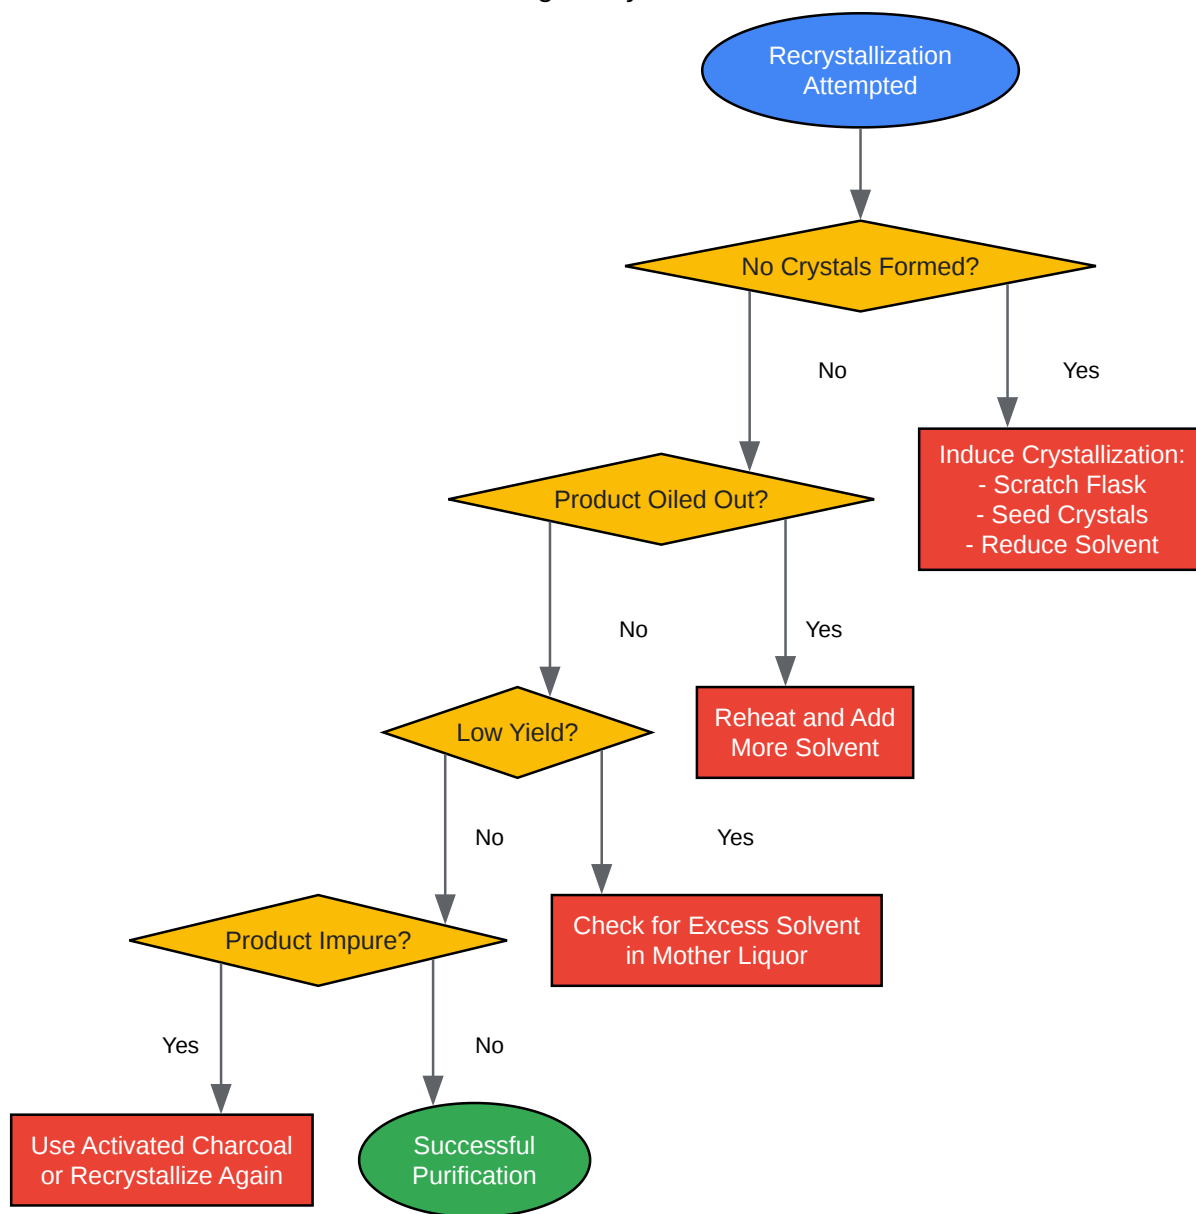 Recrystallization
Attempted
No Crystals Formed?
No
Yes
Induce Crystallization:
- Scratch Flask
- Seed Crystals
- Reduce Solvent
Product Oiled Out?
No
Yes
Low Yield?
Reheat and Add
More Solvent
No
Yes
Product Impure?
Check for Excess Solvent
in Mother Liquor
Yes
No
Use Activated Charcoal
or Recrystallize Again
Successful
Purification